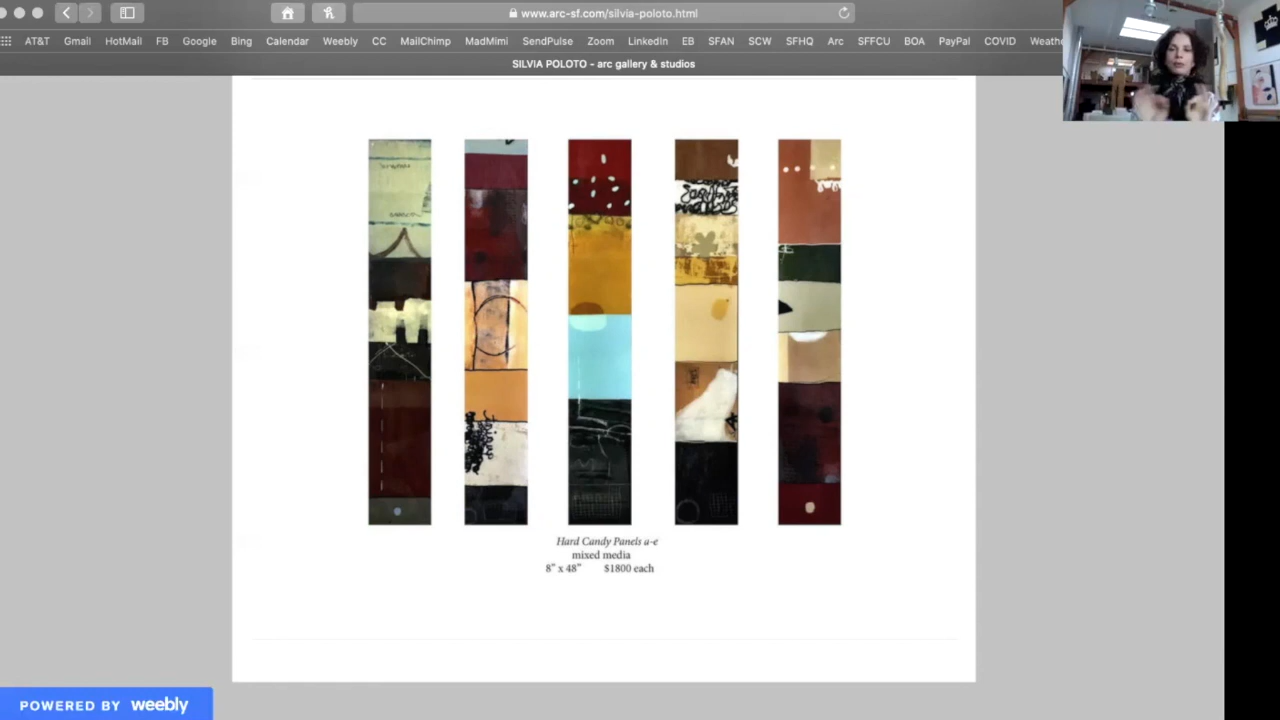 www.arc-sf.com/silvia-poloto.html
AT&T Gmail HotMail FB Google Bing Calendar Weebly CC MailChimp MadMimi SendPulse Zoom LinkedIn EB SFAN SCW SFHQ Arc SFFCU BOA PayPal COVID Weathe
SILVIA POLOTO - arc gallery & studios
Hard Candy Panels a-e
mixed media
8" x 48" $1800 each
POWERED BY weebly